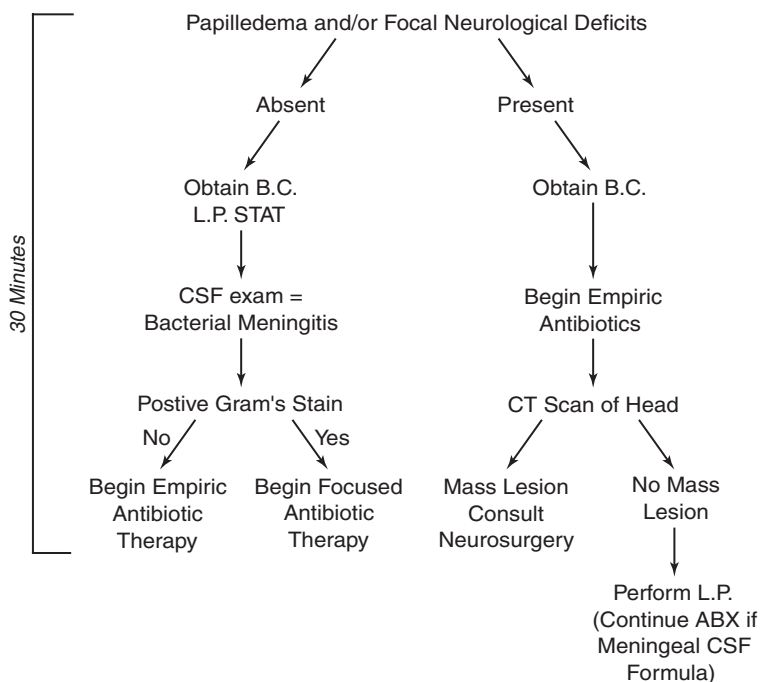 Papilledema and/or Focal Neurological Deficits
Absent
Present
Obtain B.C.
L.P. STAT
Obtain B.C.
30 Minutes
CSF exam =
Bacterial Meningitis
Begin Empiric
Antibiotics
Postive Gram's Stain
CT Scan of Head
No
Yes
Begin Empiric
Antibiotic
Therapy
Begin Focused
Antibiotic
Therapy
Mass Lesion
Consult
Neurosurgery
No Mass
Lesion
Perform L.P.
(Continue ABX if
Meningeal CSF
Formula)